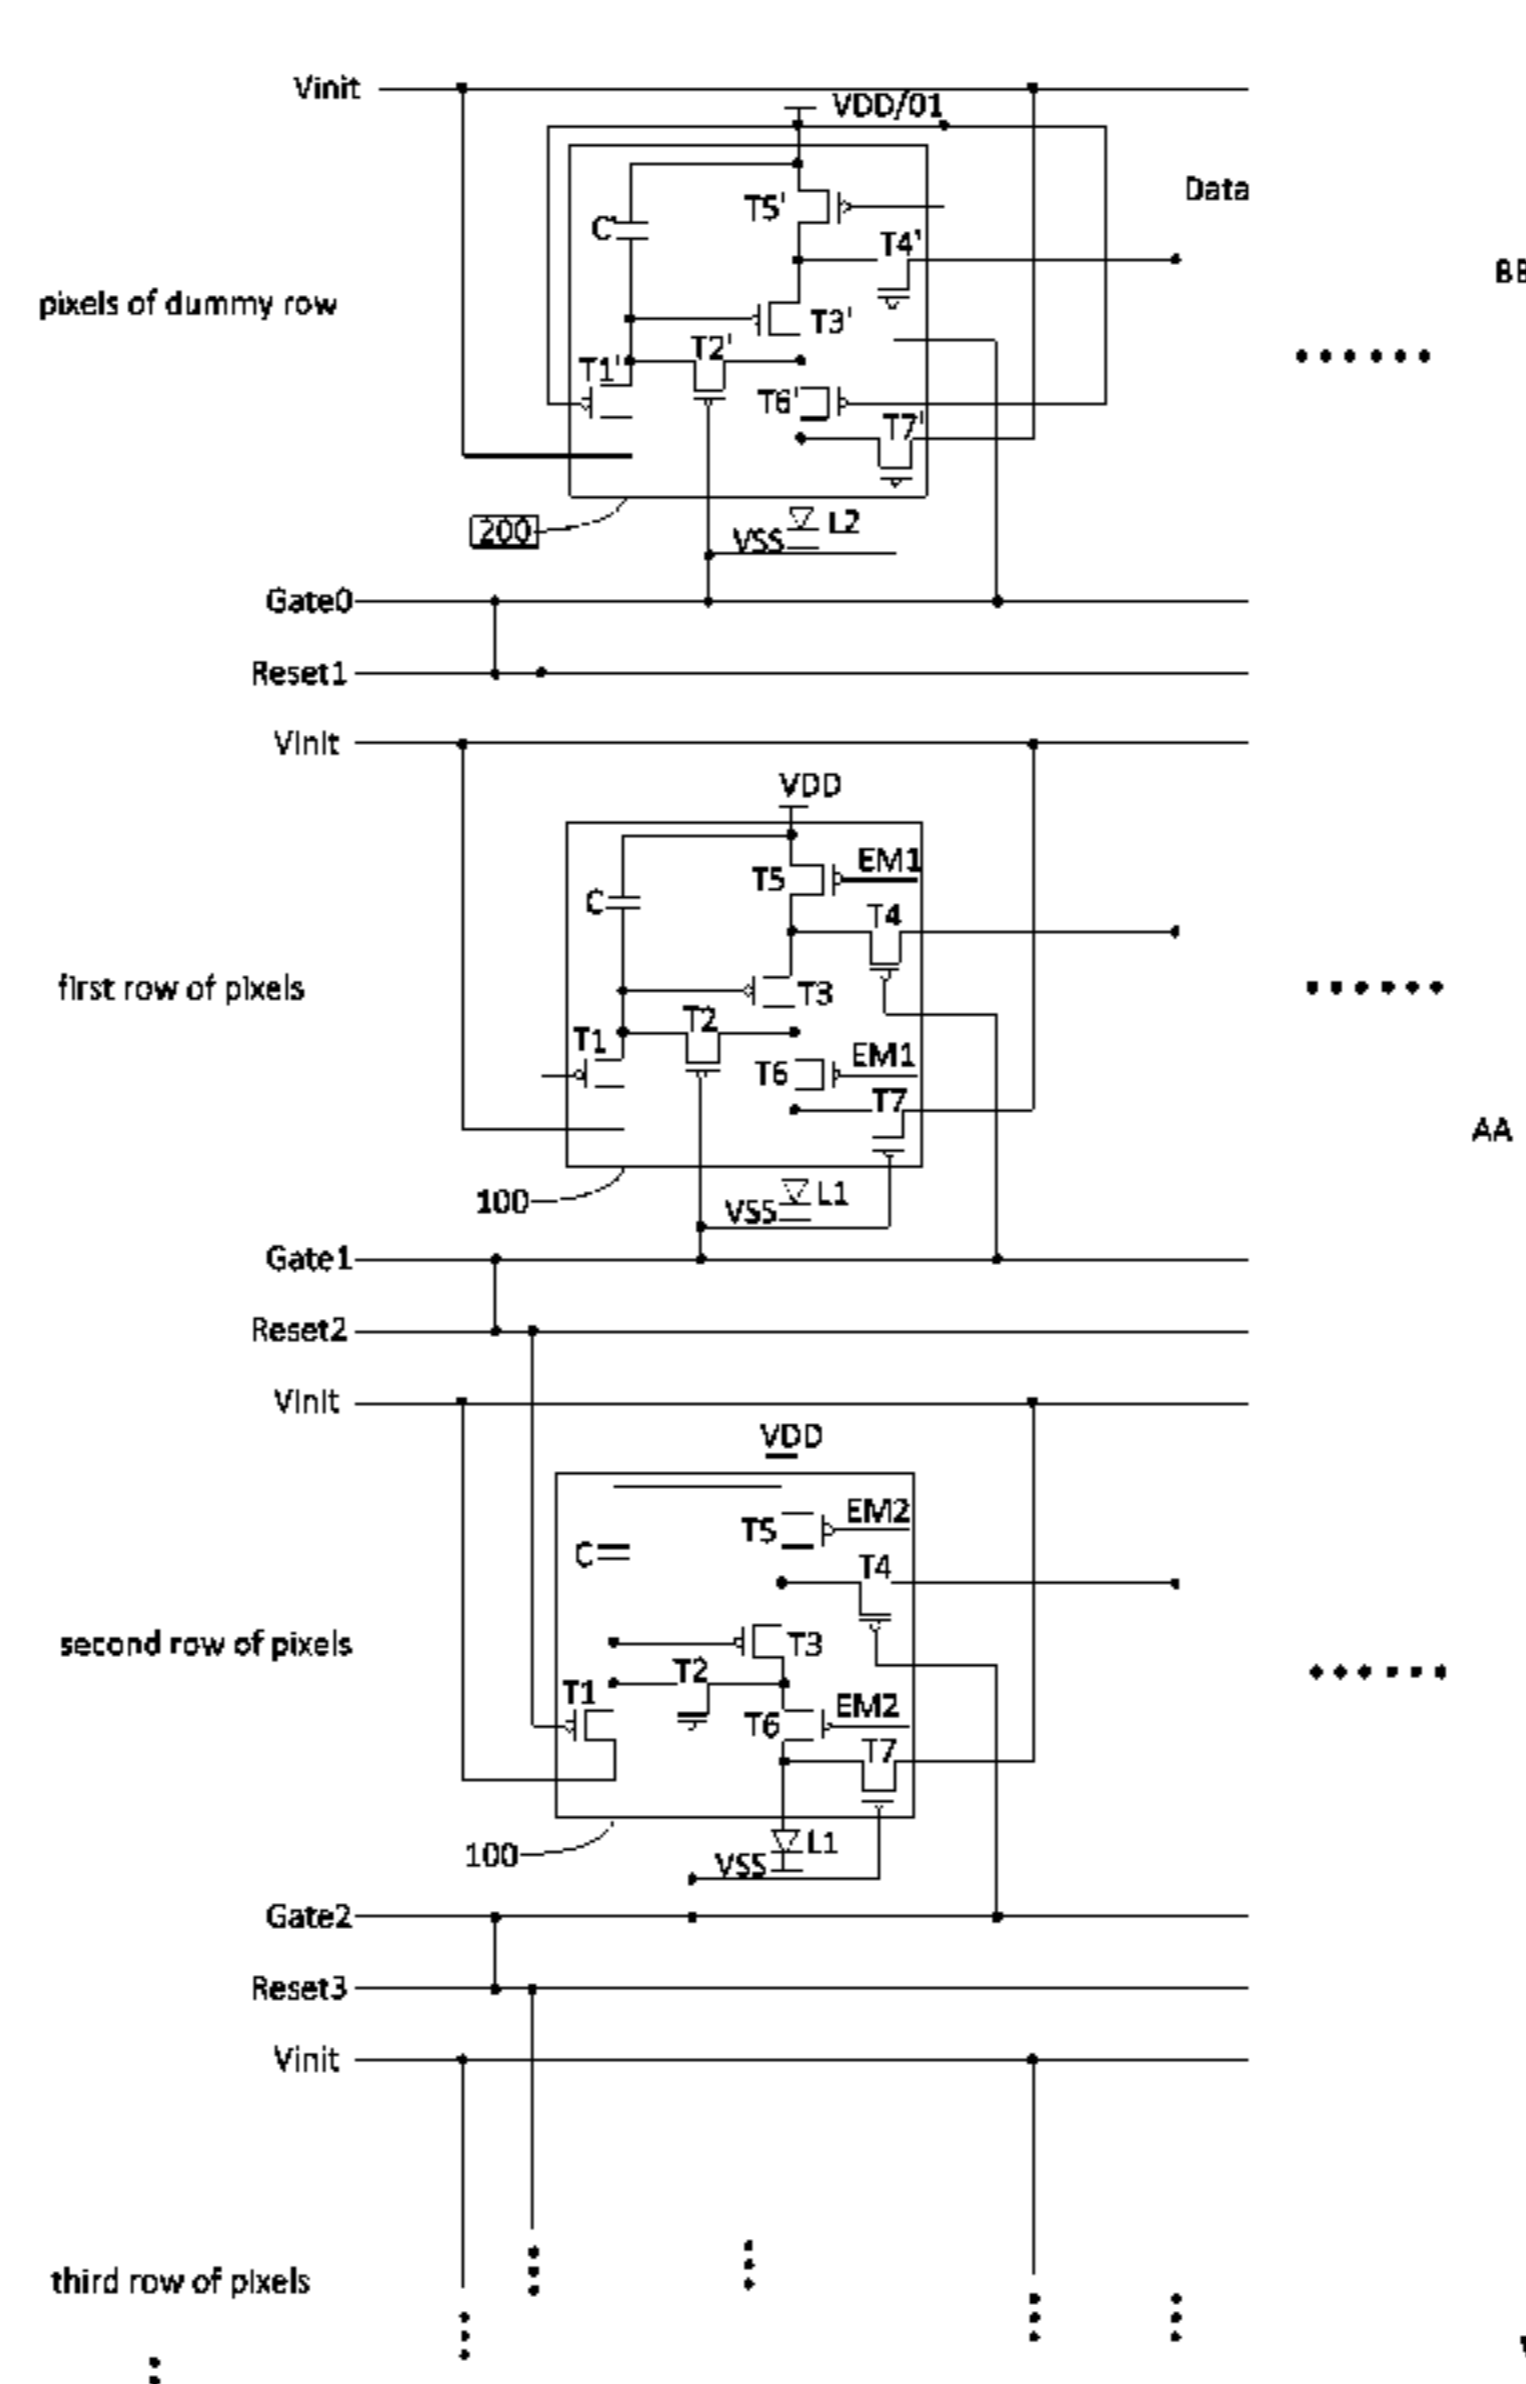 Vinit
VDD/01
Data
T5'
C'
T4'
BB
pixels of dummy row
T3'
T2'
T1'
T6'
T7'
200
L2
VSS
Gate0
Reset1
Vinit
VDD
EM1
T5
C
T4
first row of pixels
T3
T2
T1
EM1
T6
T7
AA
100
L1
VSS
Gate1
Reset2
Vinit
VDD
EM2
T5
C
T4
second row of pixels
T3
T2
T1
EM2
T6
T7
100
L1
VSS
Gate2
Reset3
Vinit
third row of pixels